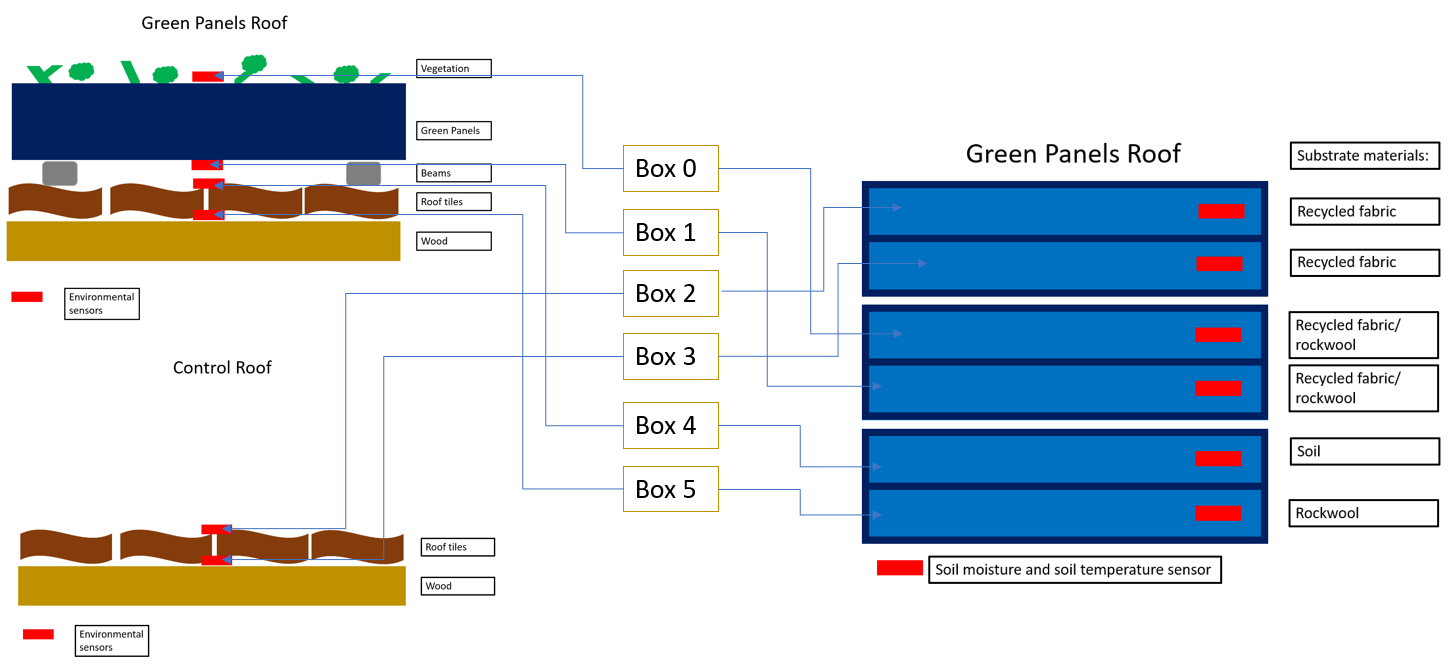 Green Panels Roof
Vegetation
Green Panels
Beams
Roof tiles
Wood
Environmental
sensors
Control Roof
Roof tiles
Wood
Environmental
sensors
Box 0
Box 1
Box 2
Box 3
Box 4
Box 5
Green Panels Roof
Substrate materials:
Recycled fabric
Recycled fabric
Recycled fabric/
rockwool
Recycled fabric/
rockwool
Soil
Rockwool
Soil moisture and soil temperature sensor